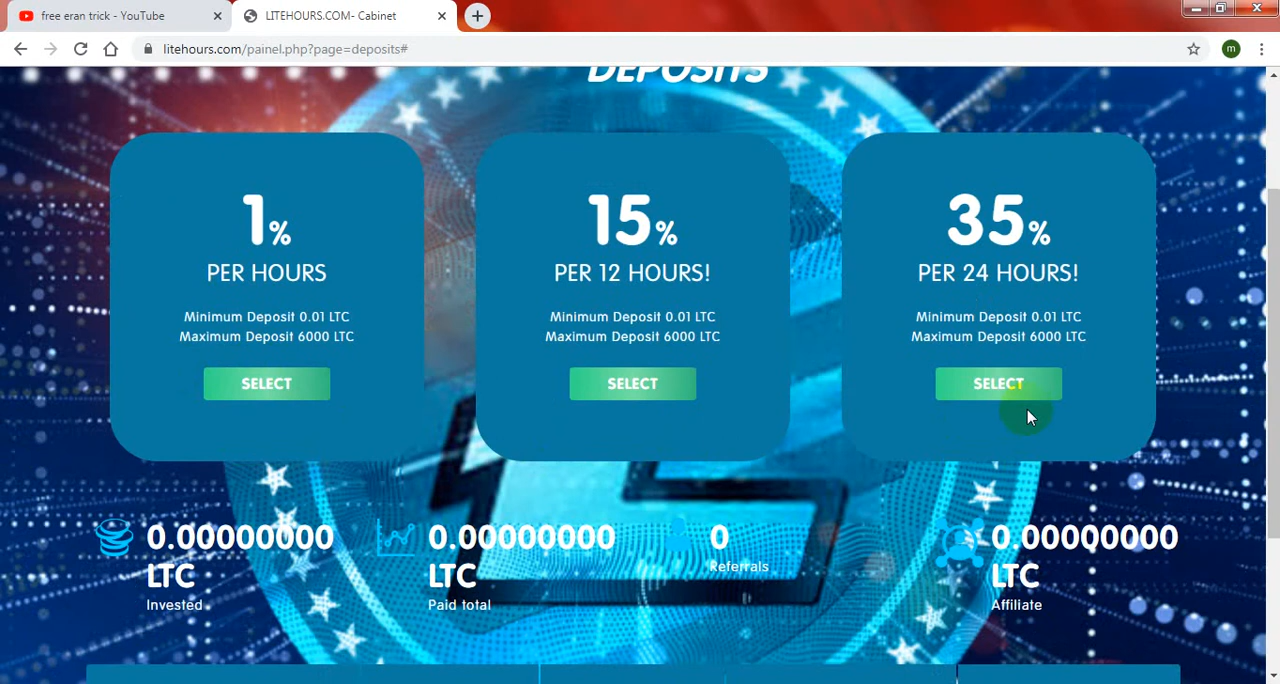 free eran trick - YouTube
LITEHOURS.COM- Cabinet
litehours.com/painel.php?page=deposits#
m
DEPOSITS
1%
PER HOURS
Minimum Deposit 0.01 LTC
Maximum Deposit 6000 LTC
SELECT
15%
PER 12 HOURS!
Minimum Deposit 0.01 LTC
Maximum Deposit 6000 LTC
SELECT
35%
PER 24 HOURS!
Minimum Deposit 0.01 LTC
Maximum Deposit 6000 LTC
SELECT
0.00000000
LTC
Invested
0.00000000
LTC
Paid total
0
Referrals
0.00000000
LTC
Affiliate